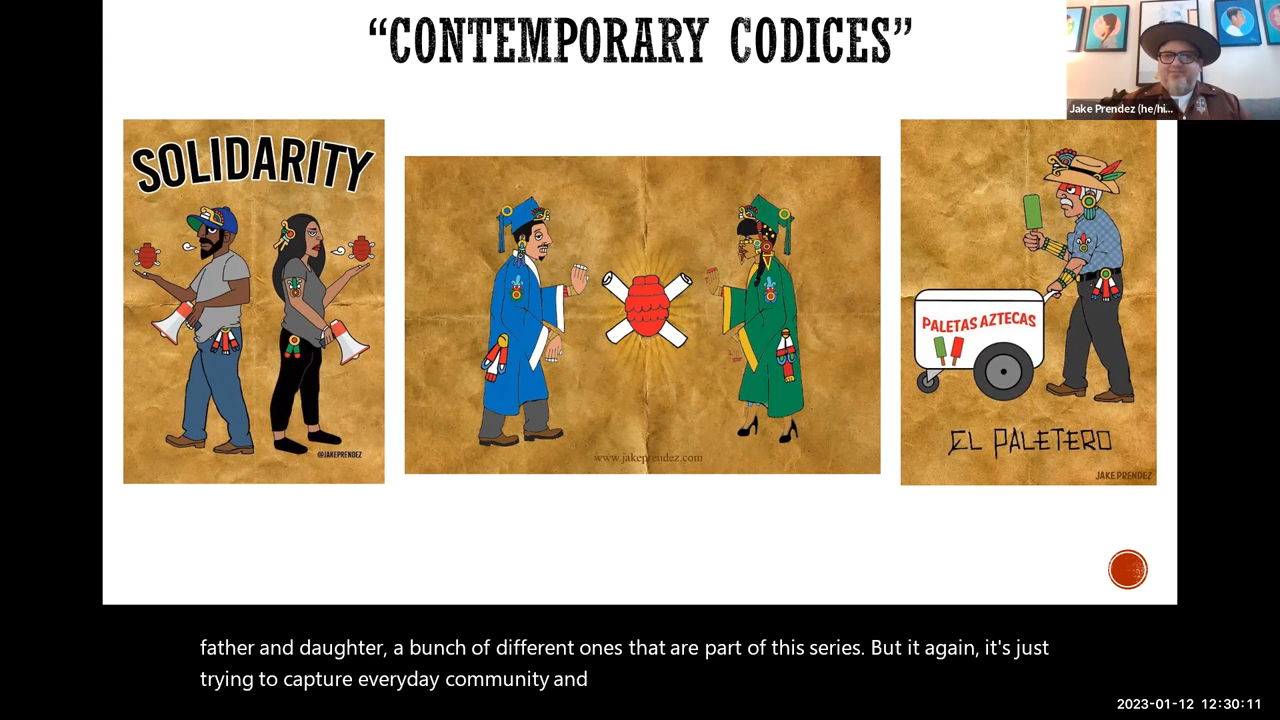 “CONTEMPORARY CODICES”
Jake Prendez (he/hi...
SOLIDARITY
@JAKEPRENDEZ
www.jakeprendez.com
PALETAS AZTECAS
EL PALETERO
JAKE PRENDEZ
father and daughter, a bunch of different ones that are part of this series. But it again, it's just
trying to capture everyday community and
2023-01-12 12:30:11